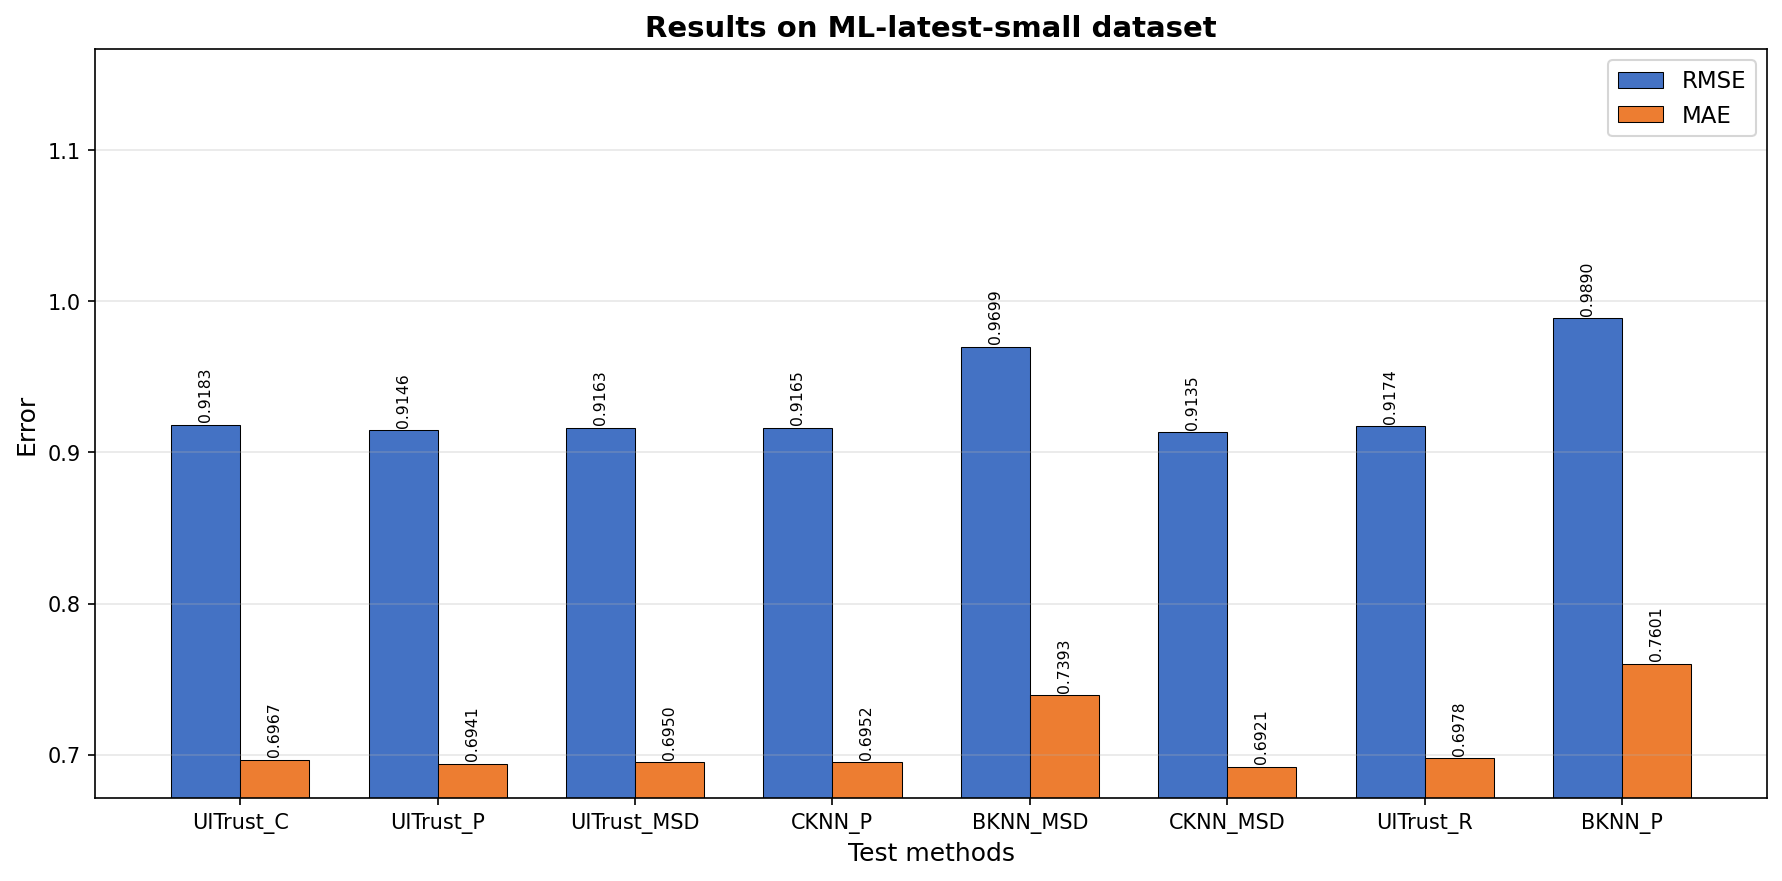 Results on ML-latest-small dataset
RMSE
MAE
Error
1.1
1.0
0.9
0.8
0.7
0.9183
0.6967
0.9146
0.6941
0.9163
0.6950
0.9165
0.6952
0.9699
0.7393
0.9135
0.6921
0.9174
0.6978
0.9890
0.7601
UITrust_C
UITrust_P
UITrust_MSD
CKNN_P
BKNN_MSD
CKNN_MSD
UITrust_R
BKNN_P
Test methods